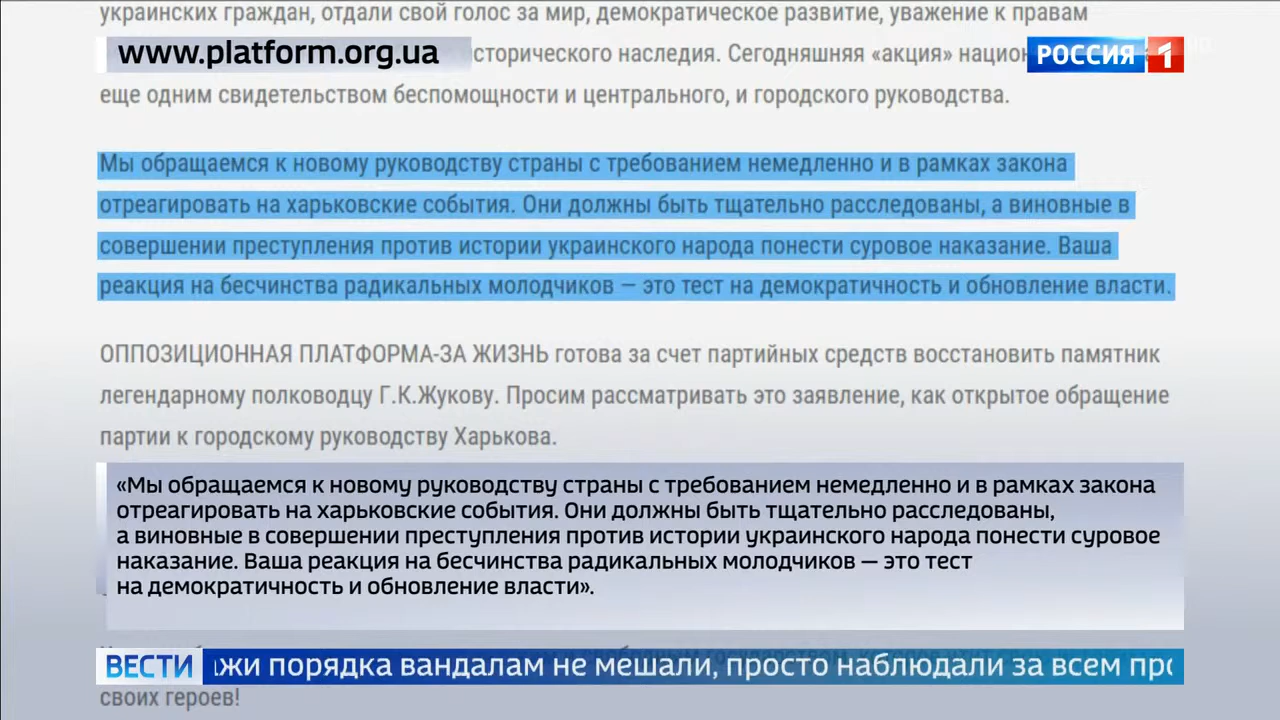 украинских граждан, отдали свой голос за мир, демократическое развитие, уважение к правам
www.platform.org.ua
исторического наследия. Сегодняшняя «акция»
РОССИЯ 1
еще одним свидетельством беспомощности и центрального, и городского руководства.
Мы обращаемся к новому руководству страны с требованием немедленно и в рамках закона
отреагировать на харьковские события. Они должны быть тщательно расследованы, а виновные в
совершении преступления против истории украинского народа понести суровое наказание. Ваша
реакция на бесчинства радикальных молодчиков — это тест на демократичность и обновление власти.
ОППОЗИЦИОННАЯ ПЛАТФОРМА-ЗА ЖИЗНЬ готова за счет партийных средств восстановить памятник
легендарному полководцу Г.К.Жукову. Просим рассматривать это заявление, как открытое обращение
партии к городскому руководству Харькова.
«Мы обращаемся к новому руководству страны с требованием немедленно и в рамках закона
отреагировать на харьковские события. Они должны быть тщательно расследованы,
а виновные в совершении преступления против истории украинского народа понести суровое
наказание. Ваша реакция на бесчинства радикальных молодчиков — это тест
на демократичность и обновление власти».
ВЕСТИ
жи порядка вандалам не мешали, просто наблюдали за всем
своих героев!